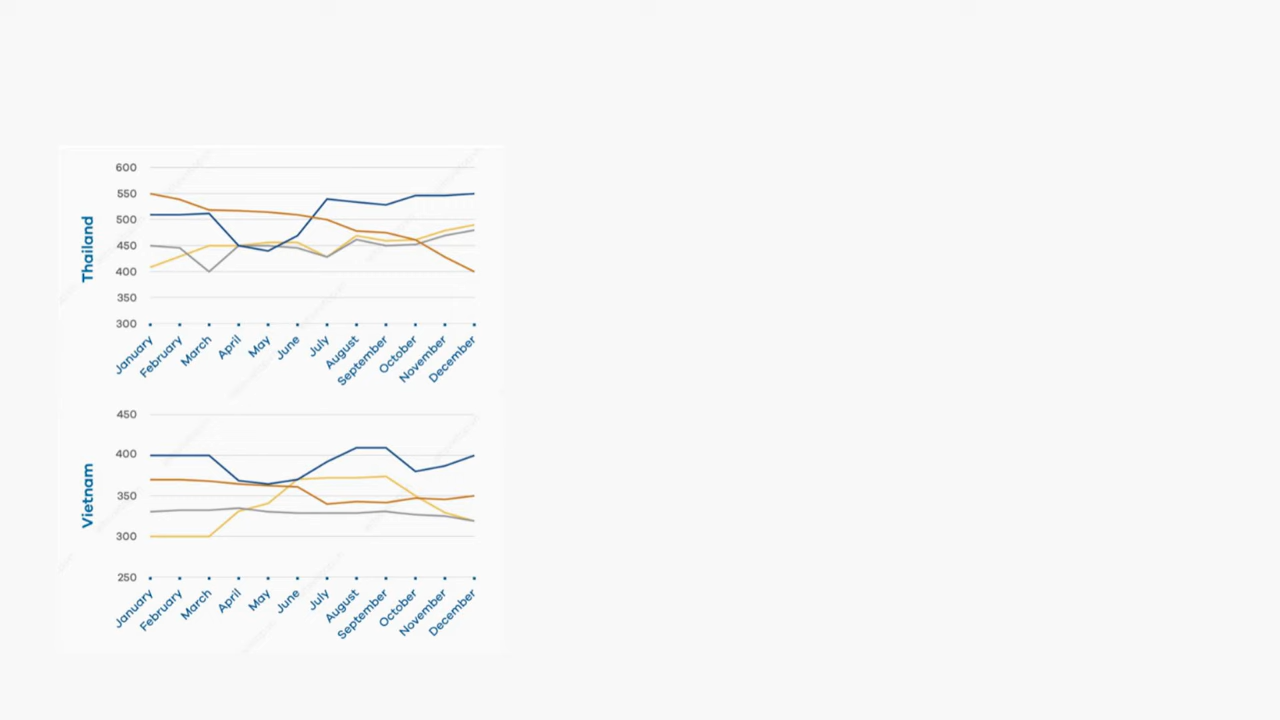 Thailand
600
550
500
450
400
350
300
January
February
March
April
May
June
July
August
September
October
November
December
Vietnam
450
400
350
300
250
January
February
March
April
May
June
July
August
September
October
November
December